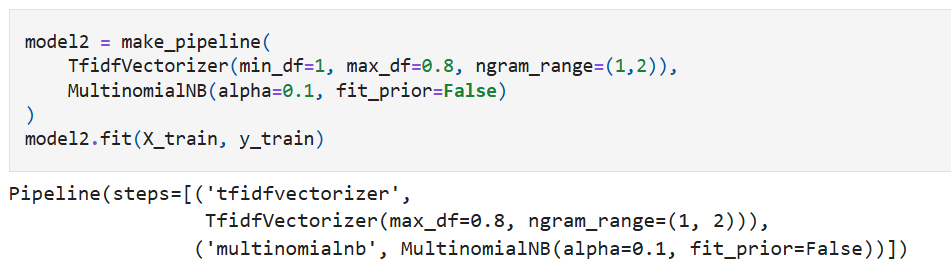 model2 = make_pipeline(
    TfidfVectorizer(min_df=1, max_df=0.8, ngram_range=(1,2)),
    MultinomialNB(alpha=0.1, fit_prior=False)
)
model2.fit(X_train, y_train)
Pipeline(steps=[('tfidfvectorizer',
                 TfidfVectorizer(max_df=0.8, ngram_range=(1, 2))),
                ('multinomialnb', MultinomialNB(alpha=0.1, fit_prior=False))])